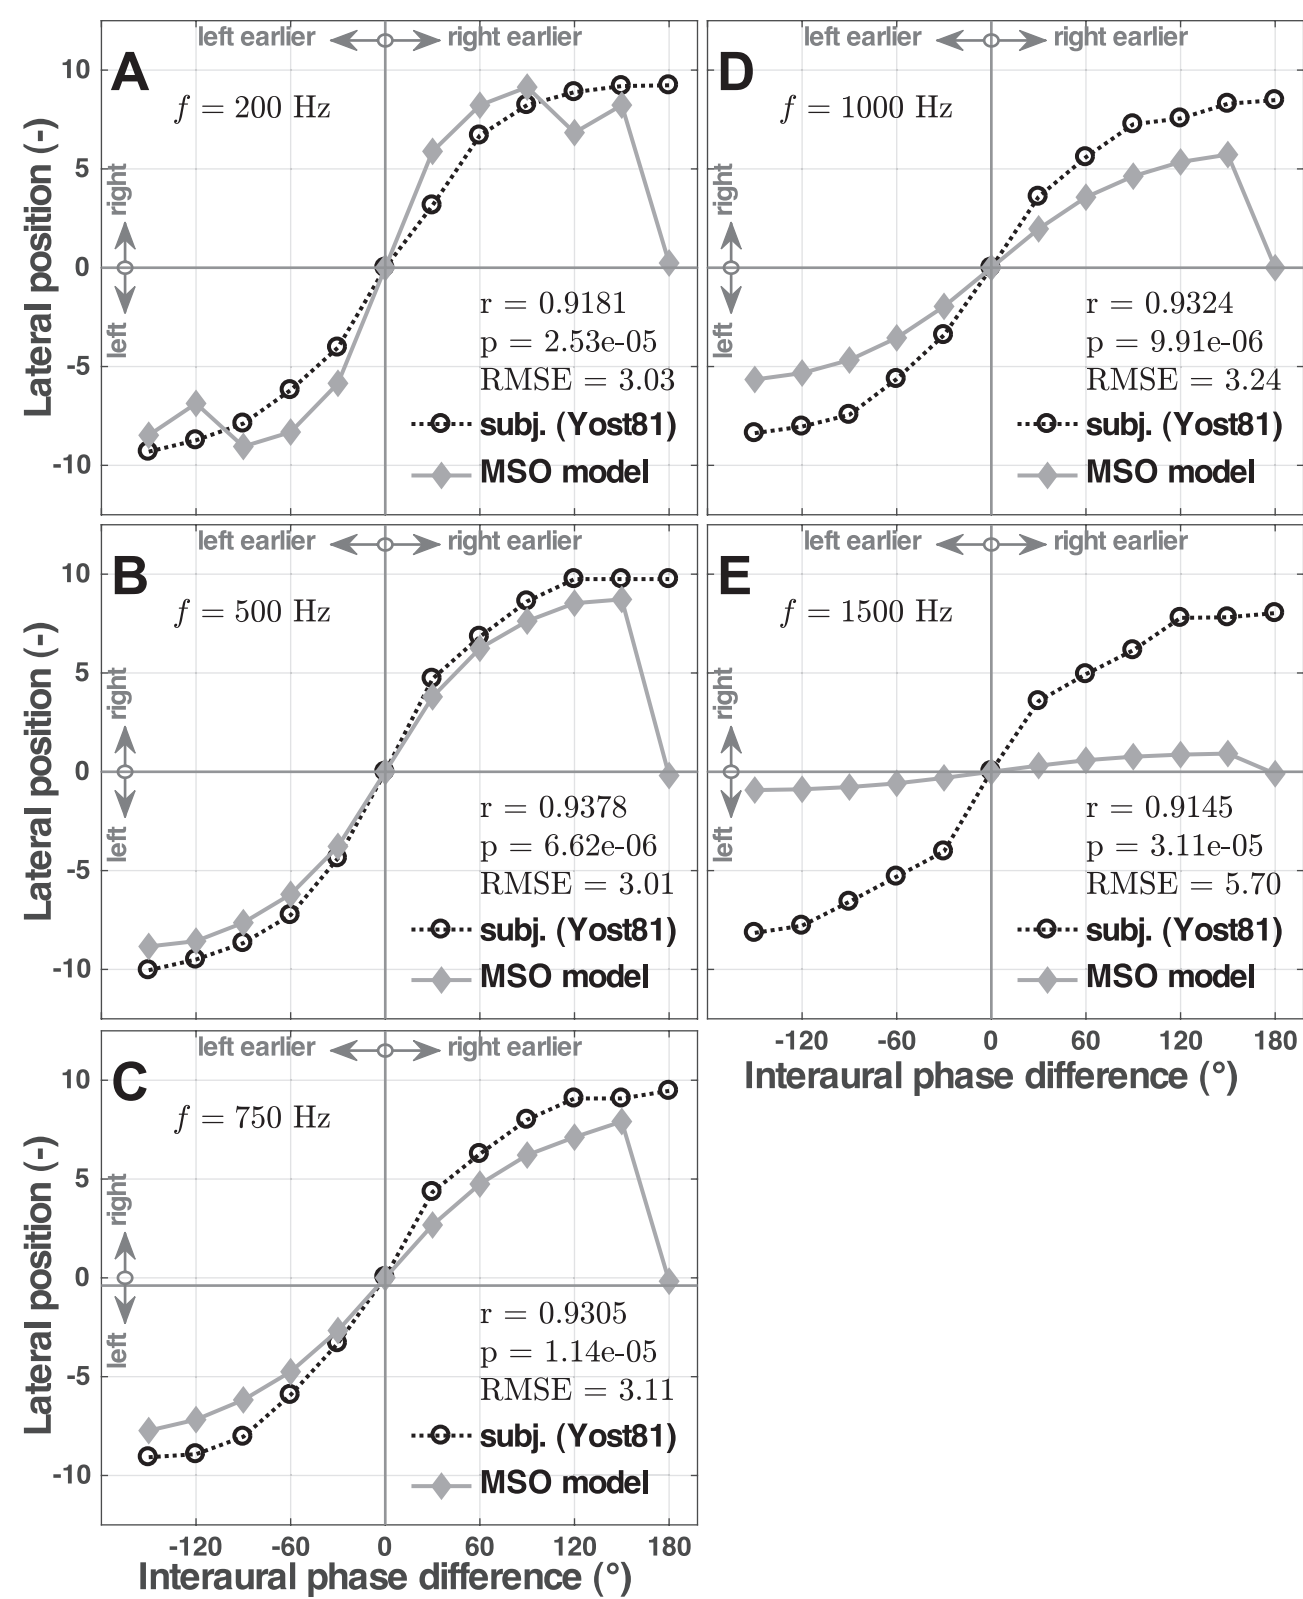 left earlier right earlier
A
f = 200 Hz
10
5
0
-5
-10
Lateral position (-)
right
left
r = 0.9181
p = 2.53e-05
RMSE = 3.03
subj. (Yost81)
MSO model
left earlier right earlier
B
f = 500 Hz
10
5
0
-5
-10
Lateral position (-)
right
left
r = 0.9378
p = 6.62e-06
RMSE = 3.01
subj. (Yost81)
MSO model
left earlier right earlier
C
f = 750 Hz
10
5
0
-5
-10
Lateral position (-)
right
left
r = 0.9305
p = 1.14e-05
RMSE = 3.11
subj. (Yost81)
MSO model
-120 -60 0 60 120 180
Interaural phase difference (°)
left earlier right earlier
D
f = 1000 Hz
right
left
r = 0.9324
p = 9.91e-06
RMSE = 3.24
subj. (Yost81)
MSO model
left earlier right earlier
E
f = 1500 Hz
right
left
r = 0.9145
p = 3.11e-05
RMSE = 5.70
subj. (Yost81)
MSO model
-120 -60 0 60 120 180
Interaural phase difference (°)